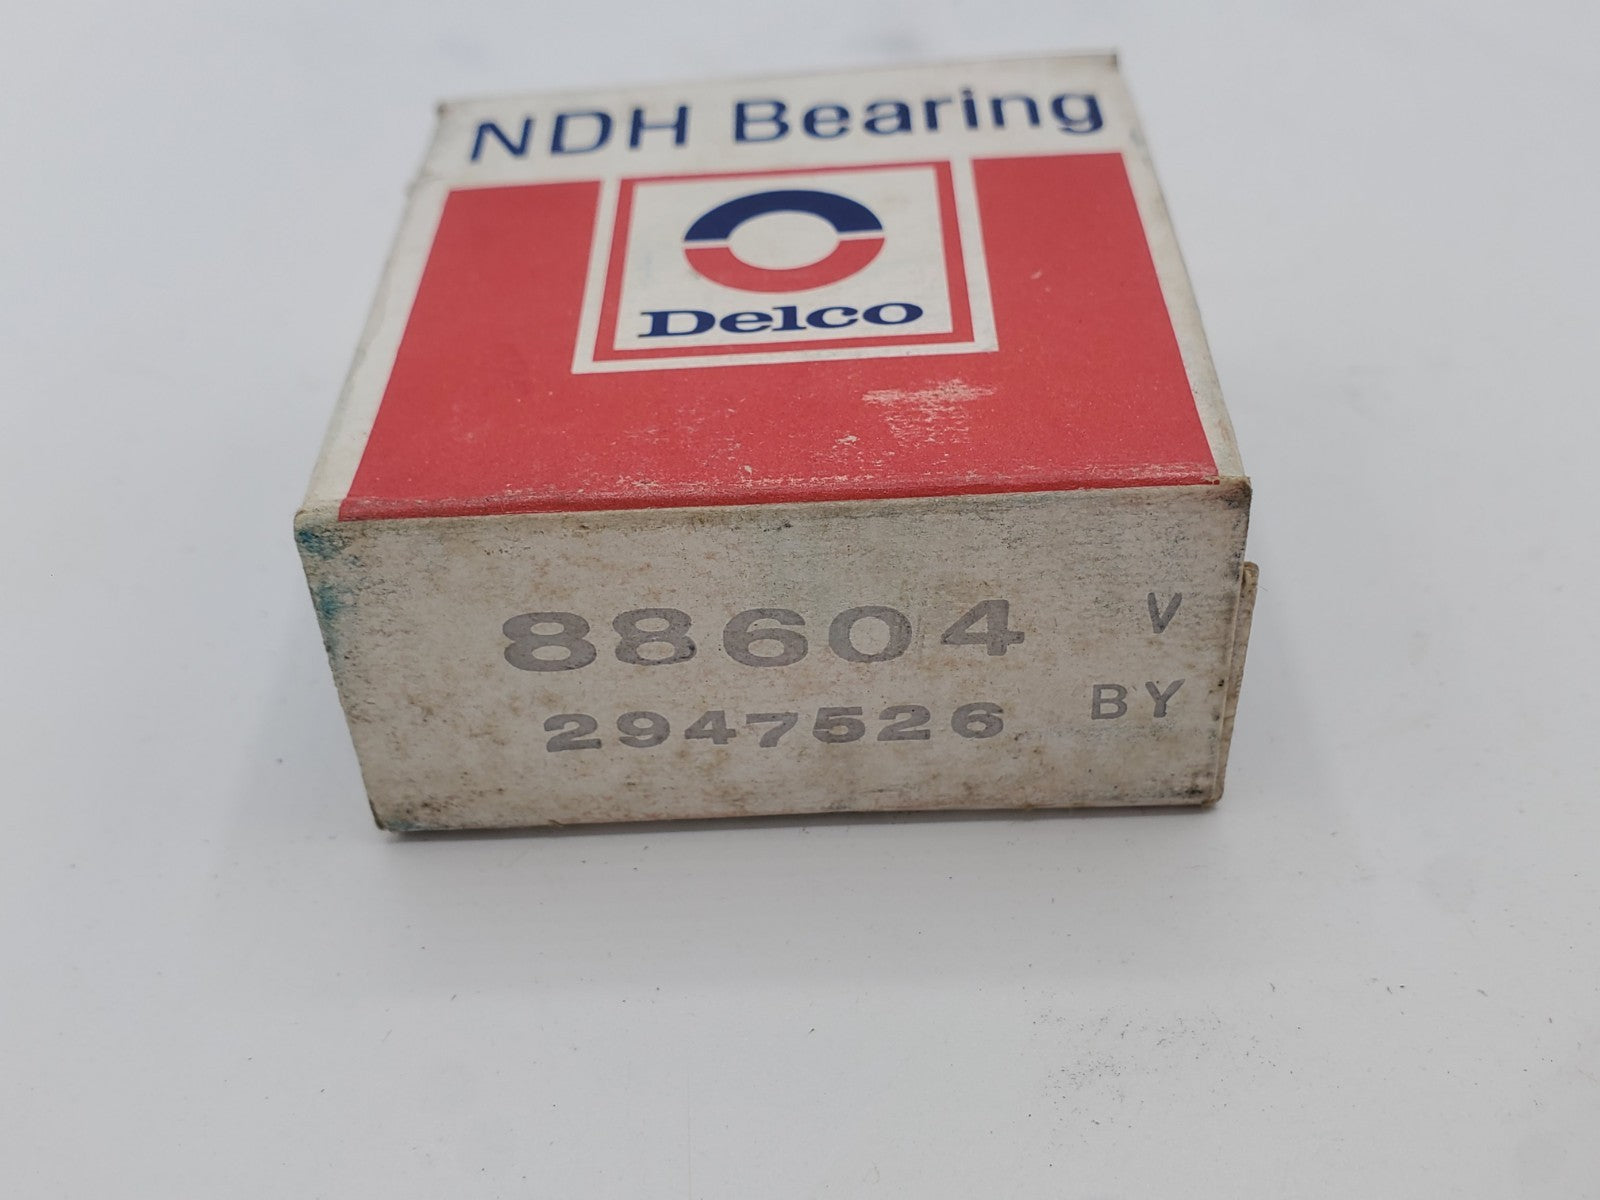 NDH Bearing
Delco
88604 V
2947526 BY